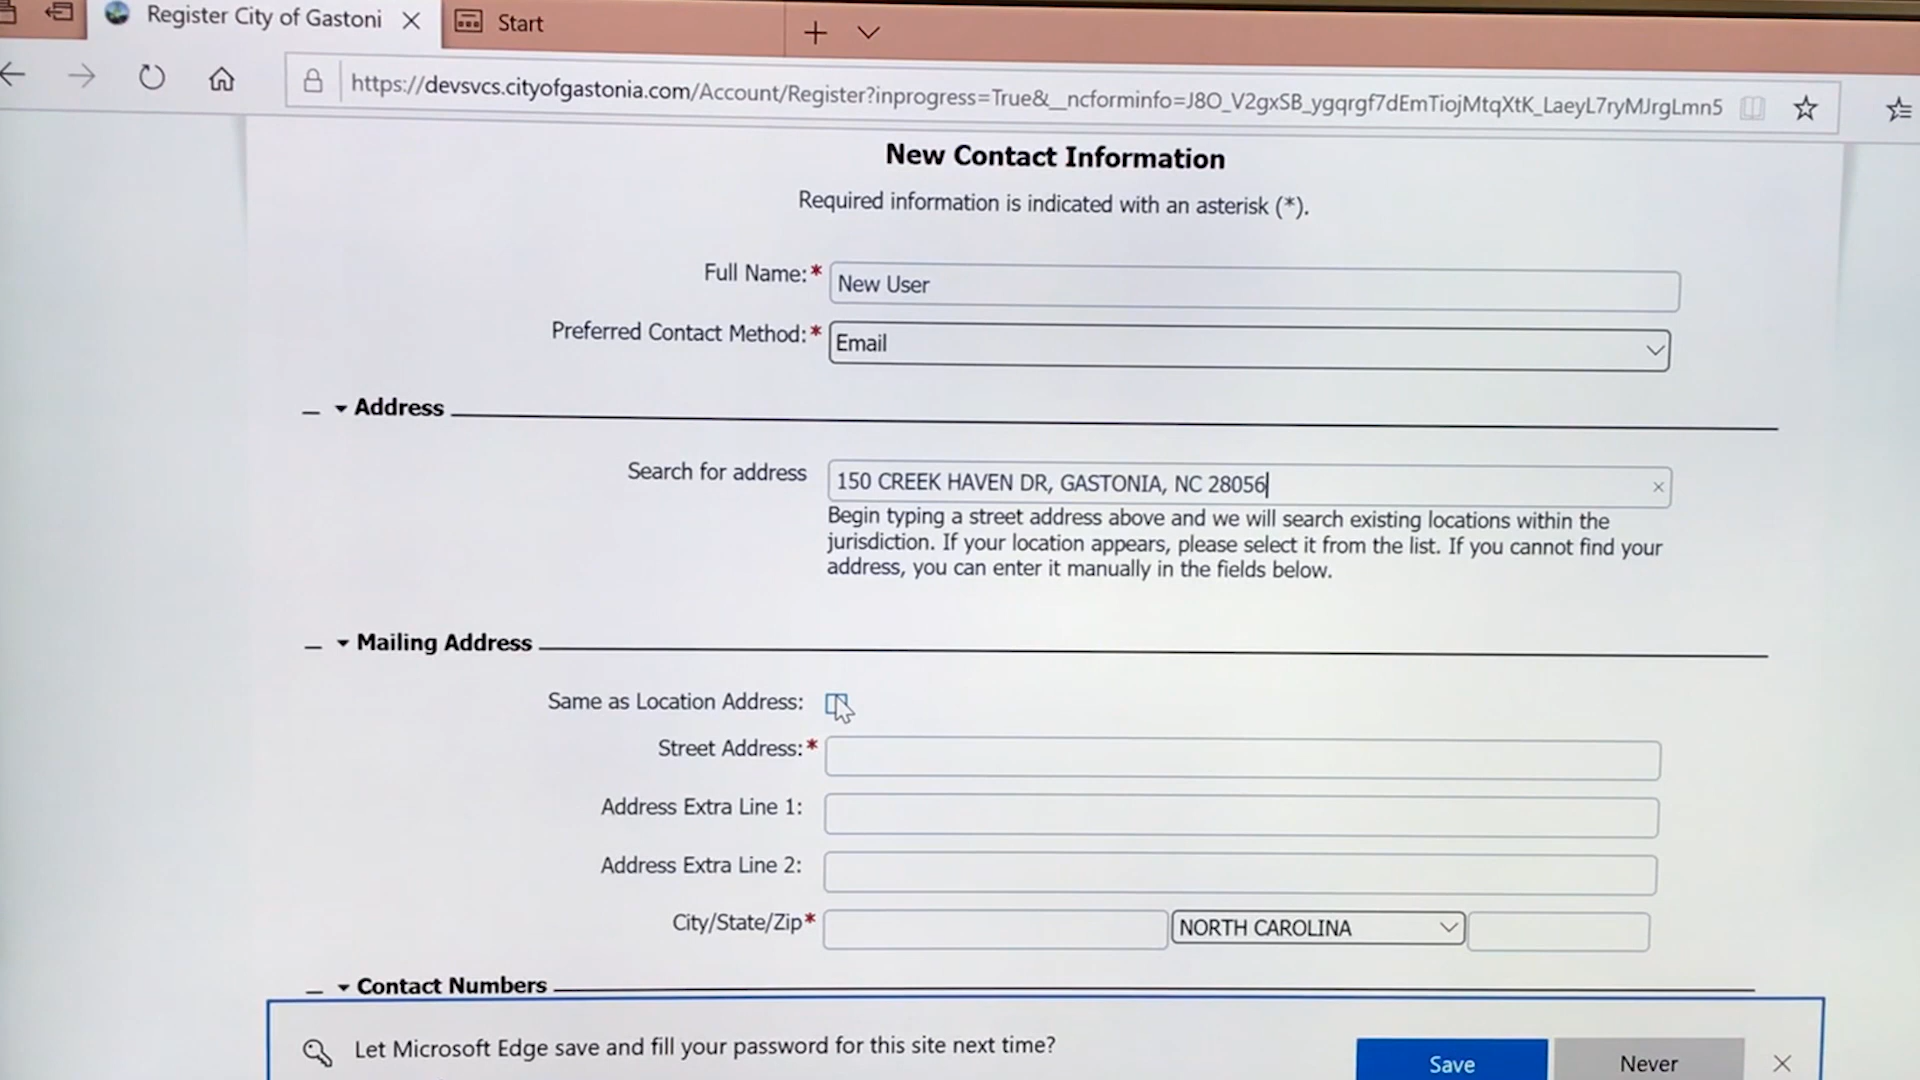 Register City of Gastoni
Start
https://devsvcs.cityofgastonia.com/Account/Register?inprogress=True&__ncforminfo=J8O_V2gxSB_ygqrgf7dEmTiojMtqXtK_LaeyL7ryMJrgLmn5
New Contact Information
Required information is indicated with an asterisk (*).
Full Name:* New User
Preferred Contact Method:* Email
Address
Search for address 150 CREEK HAVEN DR, GASTONIA, NC 28056
Begin typing a street address above and we will search existing locations within the
jurisdiction. If your location appears, please select it from the list. If you cannot find your
address, you can enter it manually in the fields below.
Mailing Address
Same as Location Address:
Street Address:*
Address Extra Line 1:
Address Extra Line 2:
City/State/Zip* NORTH CAROLINA
Contact Numbers
Let Microsoft Edge save and fill your password for this site next time?
Save
Never